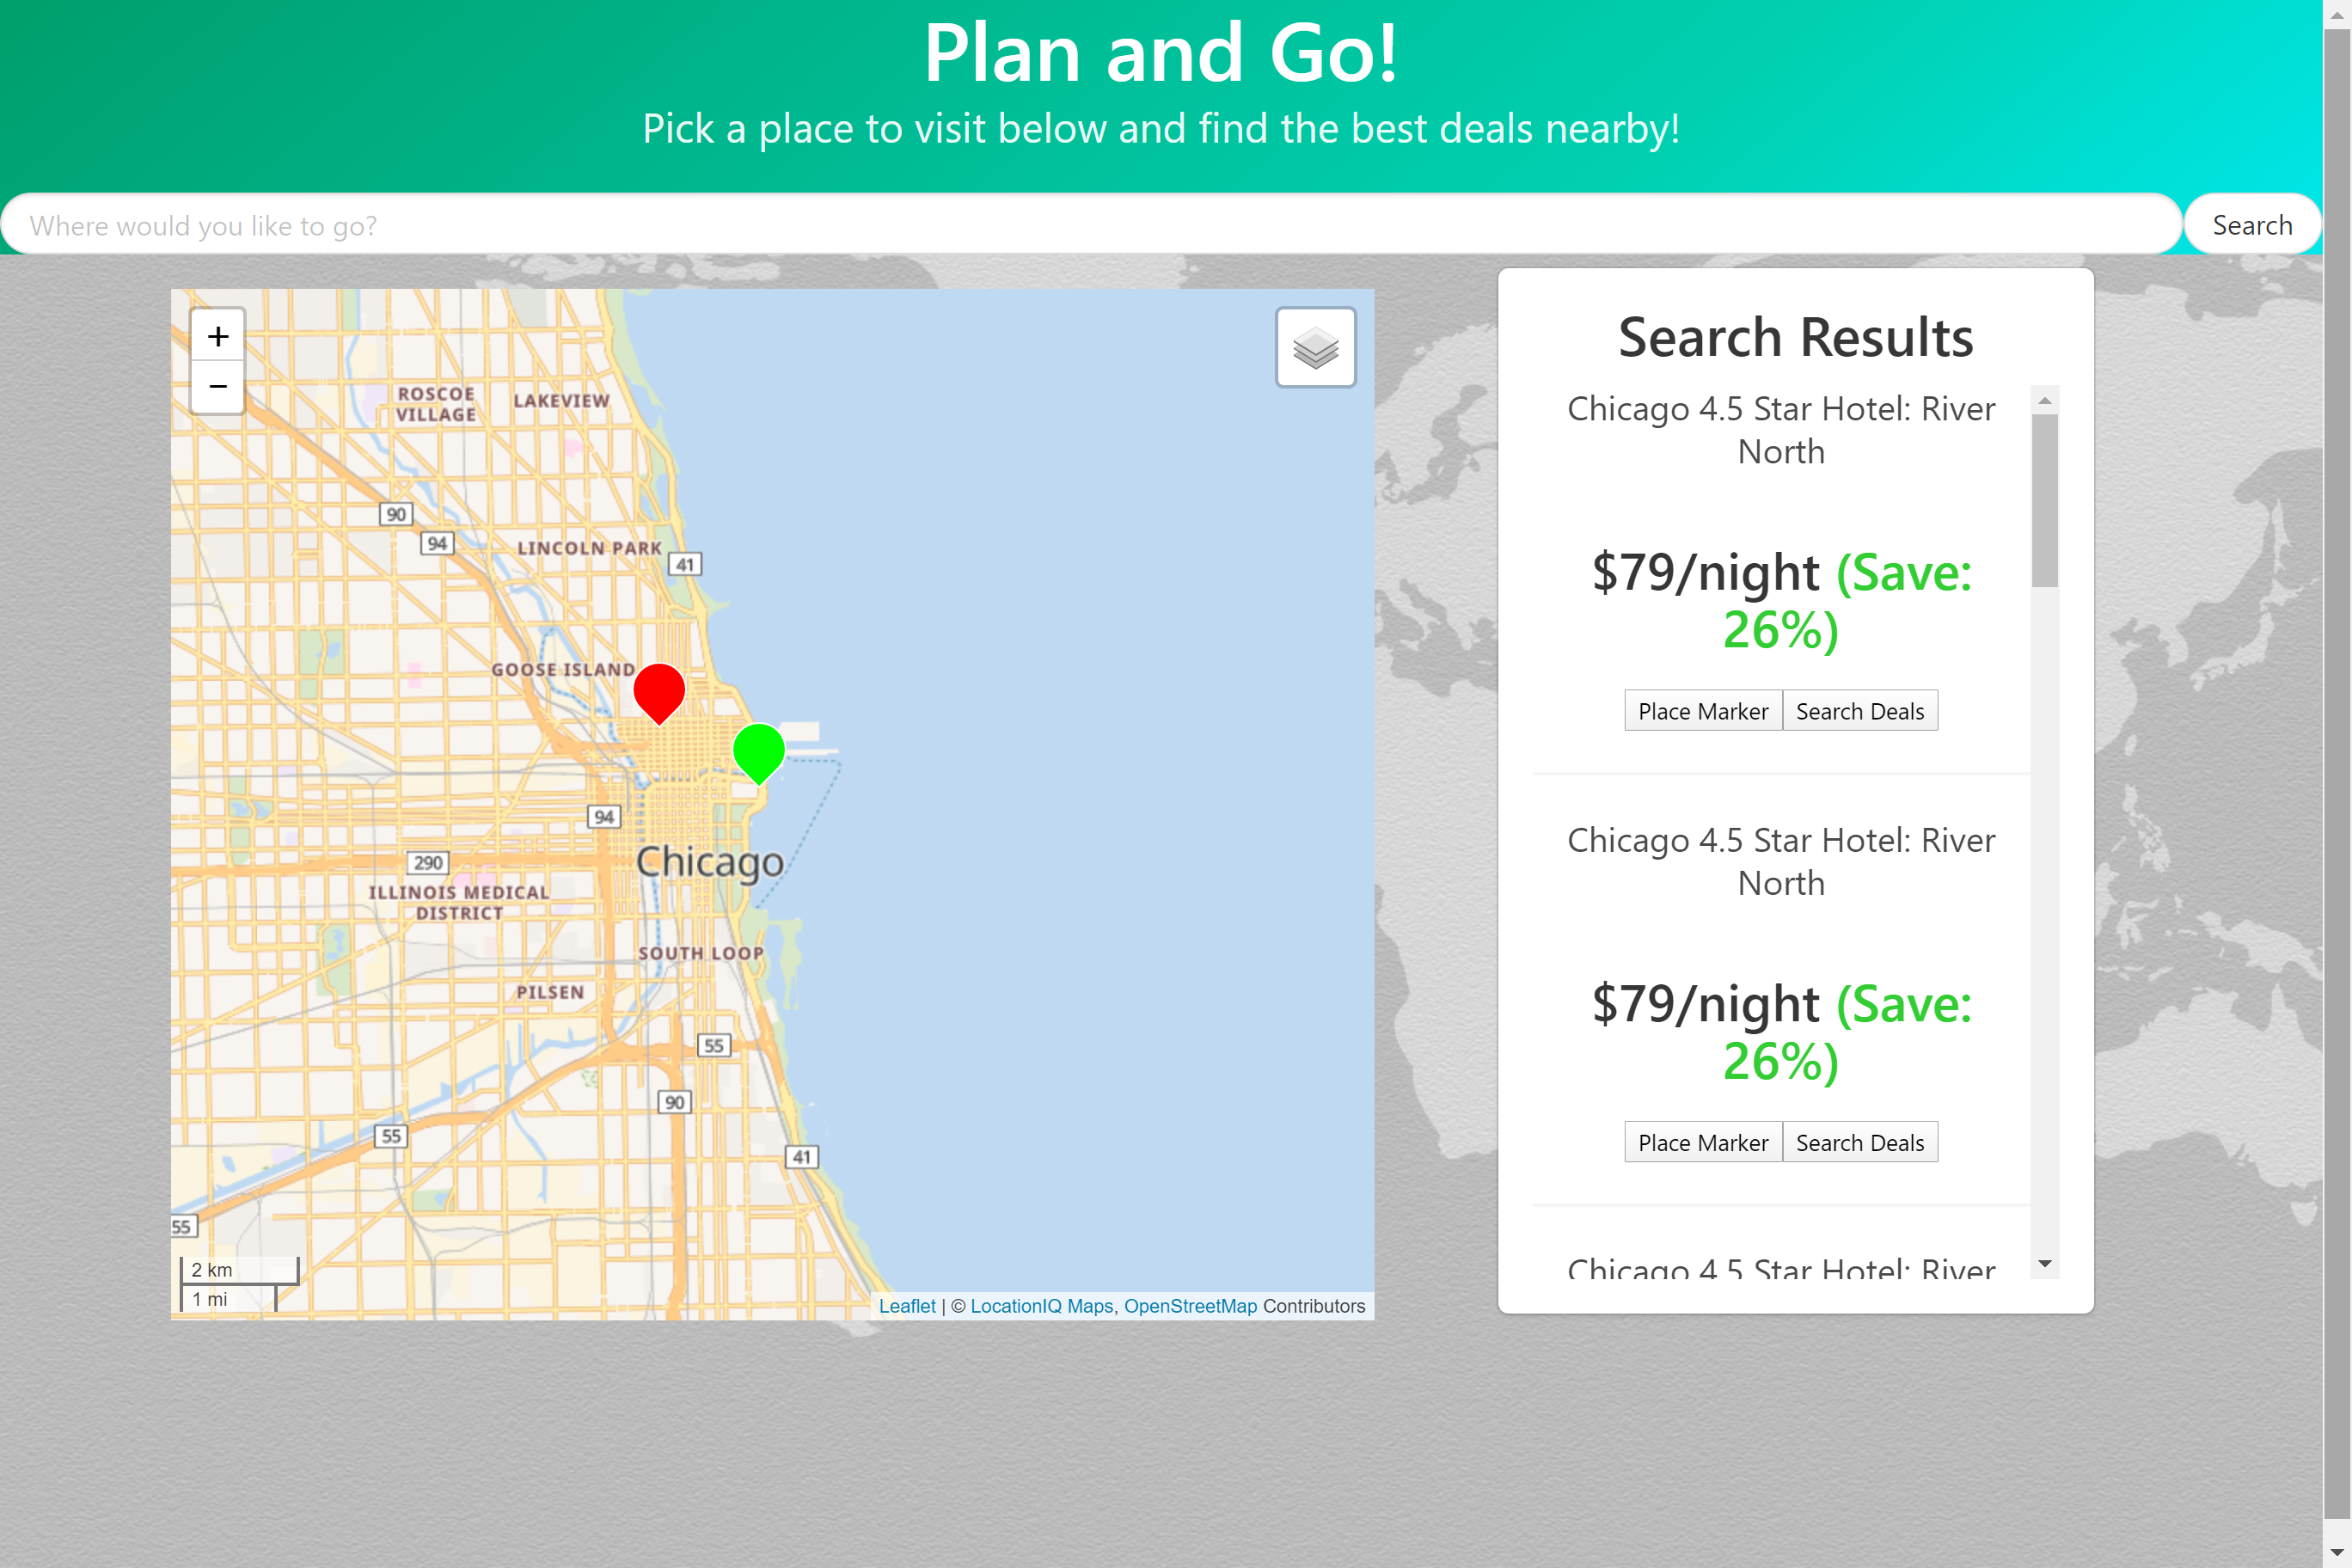 Plan and Go!
Pick a place to visit below and find the best deals nearby!
Where would you like to go?
Search
+
−
ROSCOE
VILLAGE
LAKEVIEW
90
94
LINCOLN PARK
41
GOOSE ISLAND
94
Chicago
290
ILLINOIS MEDICAL
DISTRICT
SOUTH LOOP
PILSEN
55
90
55
41
55
2 km
1 mi
Leaflet | © LocationIQ Maps, OpenStreetMap Contributors
Search Results
Chicago 4.5 Star Hotel: River
North
$79/night (Save:
26%)
Place Marker
Search Deals
Chicago 4.5 Star Hotel: River
North
$79/night (Save:
26%)
Place Marker
Search Deals
Chicago 4.5 Star Hotel: River